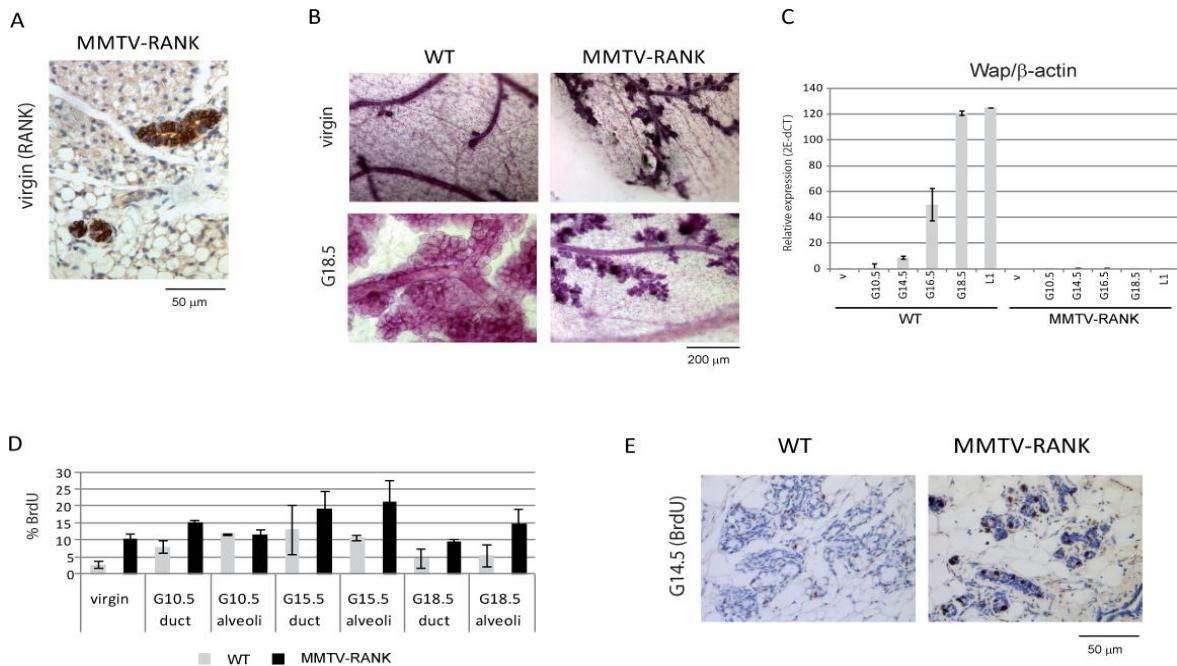 A
MMTV-RANK
virgin (RANK)
50 μm
B
WT
MMTV-RANK
virgin
G18.5
200 μm
C
Wap/β-actin
Relative expression (2E-dCT)
140
120
100
80
60
40
20
0
v
G10.5
G14.5
G16.5
G18.5
L1
v
G10.5
G14.5
G16.5
G18.5
L1
WT
MMTV-RANK
D
% BrdU
30
25
20
15
10
5
0
virgin
G10.5 duct
G10.5 alveoli
G15.5 duct
G15.5 alveoli
G18.5 duct
G18.5 alveoli
WT
MMTV-RANK
E
WT
MMTV-RANK
G14.5 (BrdU)
50 μm